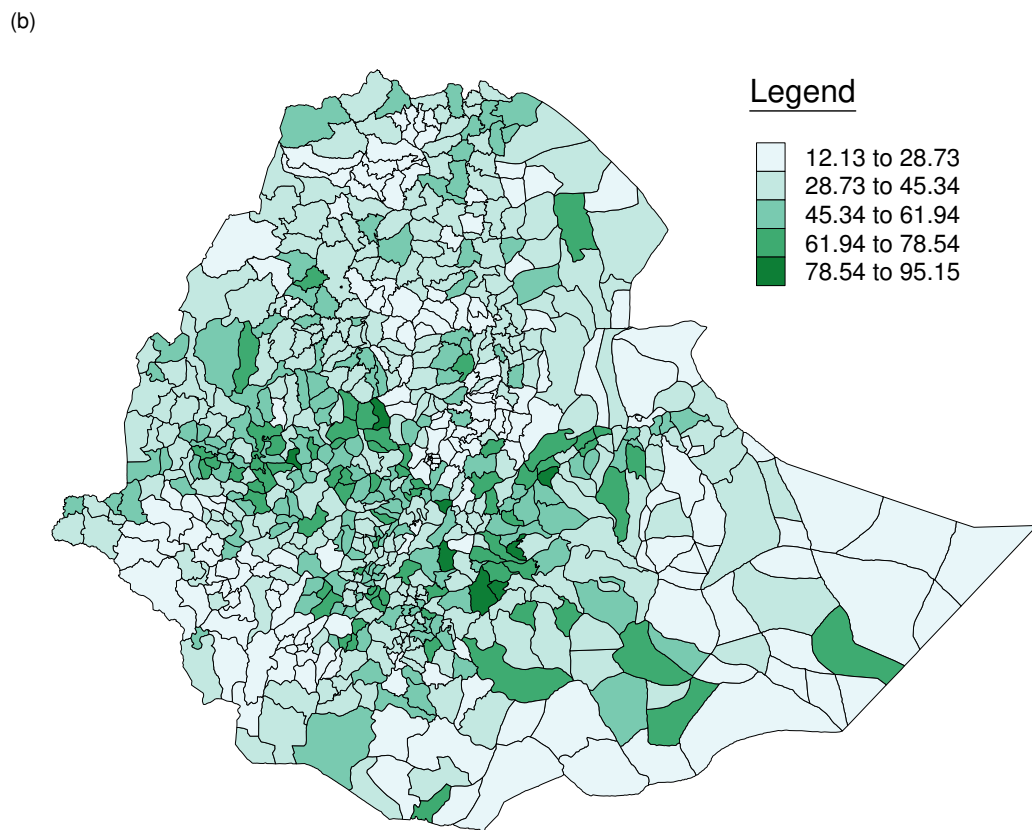 (b)
Legend
12.13 to 28.73
28.73 to 45.34
45.34 to 61.94
61.94 to 78.54
78.54 to 95.15